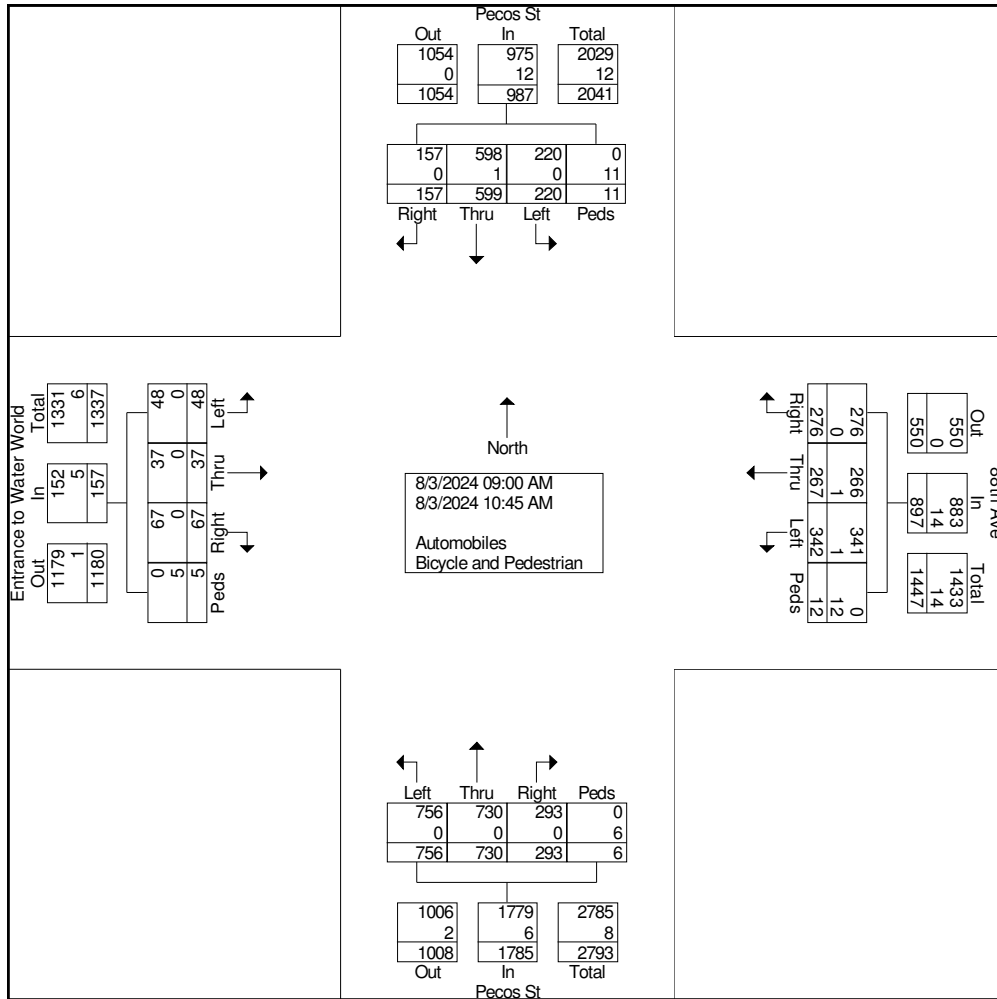 Pecos St
Out In Total
1054 975 2029
0 12 12
1054 987 2041
157 598 220 0
0 1 0 11
157 599 220 11
Right Thru Left Peds
Entrance to Water World
Total In Out
1331 152 1179
6 5 1
1337 157 1180
48 37 67 0
0 0 0 5
48 37 67 5
Left Thru Right Peds
North
8/3/2024 09:00 AM
8/3/2024 10:45 AM
Automobiles
Bicycle and Pedestrian
88th Ave
Out In Total
550 883 1433
0 14 14
550 897 1447
276 266 341 0
0 1 1 12
276 267 342 12
Right Thru Left Peds
Left Thru Right Peds
756 730 293 0
0 0 0 6
756 730 293 6
1006 1779 2785
2 6 8
1008 1785 2793
Out In Total
Pecos St